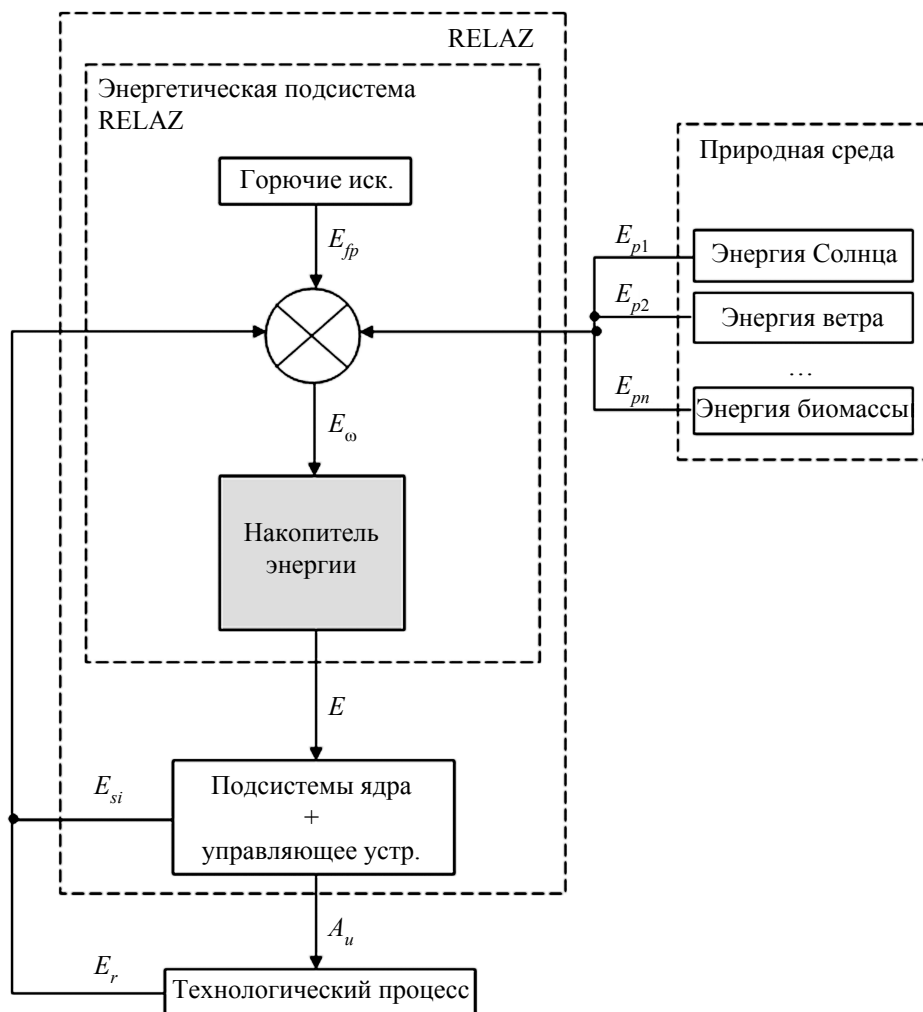 RELAZ
Энергетическая подсистема
RELAZ
Природная среда
Горючие иск.
E_fp
E_p1
Энергия Солнца
E_p2
Энергия ветра
…
E_pn
Энергия биомассы
E_ω
Накопитель
энергии
E
E_si
Подсистемы ядра
+
управляющее устр.
A_u
E_r
Технологический процесс